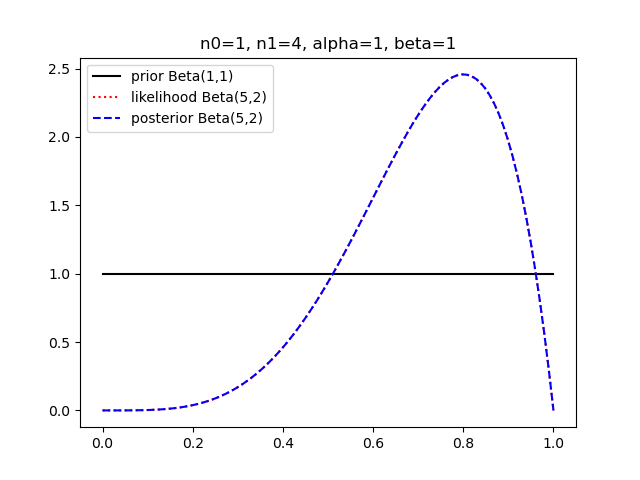 n0=1, n1=4, alpha=1, beta=1
prior Beta(1,1)
likelihood Beta(5,2)
posterior Beta(5,2)
2.5
2.0
1.5
1.0
0.5
0.0
0.0 0.2 0.4 0.6 0.8 1.0